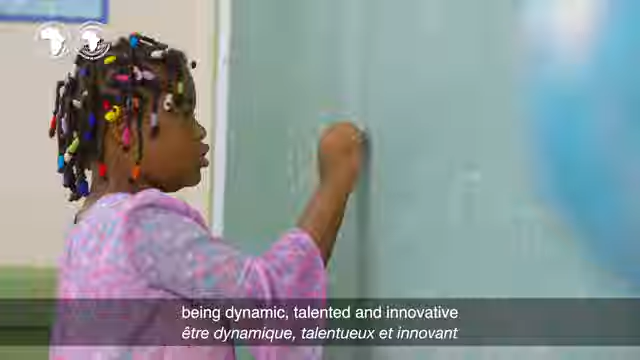 being dynamic, talented and innovative
être dynamique, talentueux et innovant